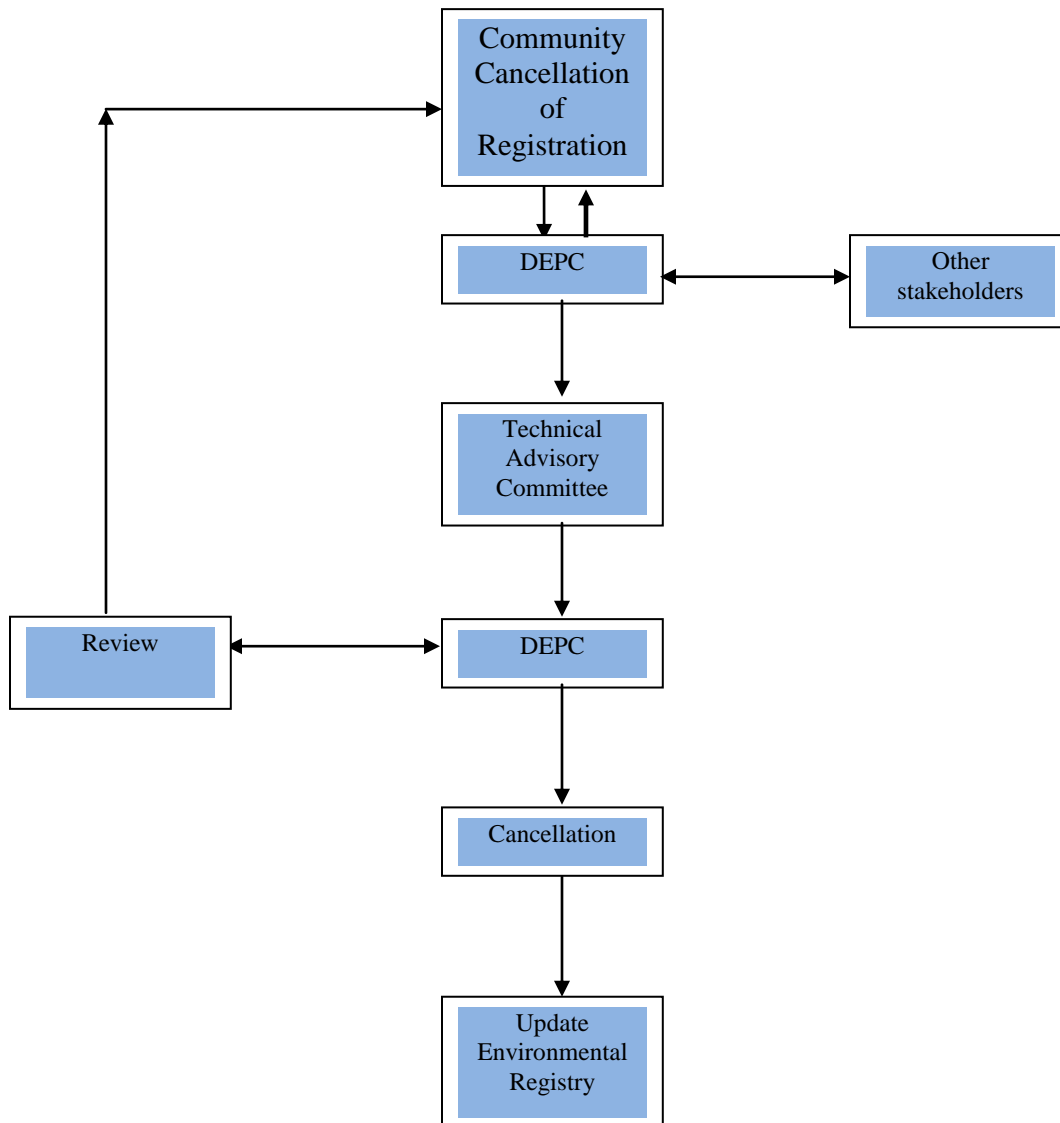 Community
Cancellation
of
Registration
DEPC
Other
stakeholders
Technical
Advisory
Committee
Review
DEPC
Cancellation
Update
Environmental
Registry